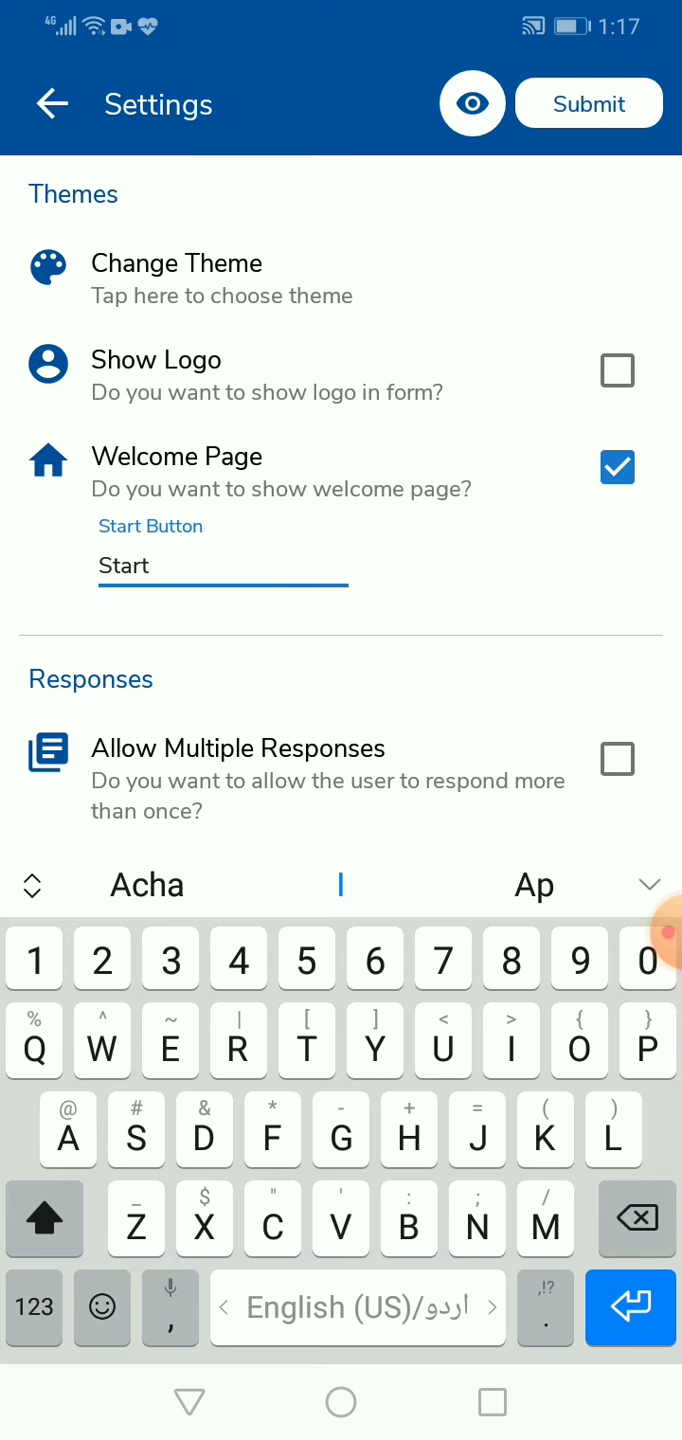 4G 1:17
Settings Submit
Themes
Change Theme
Tap here to choose theme
Show Logo
Do you want to show logo in form?
Welcome Page
Do you want to show welcome page?
Start Button
Start
Responses
Allow Multiple Responses
Do you want to allow the user to respond more
than once?
Acha I Ap
1 2 3 4 5 6 7 8 9 0
% ^ ~ | [ ] < > { }
Q W E R T Y U I O P
@ # & * - + = ( )
A S D F G H J K L
_ $ " ' : ; /
Z X C V B N M
123 , < English (US)/اردو > ,!? .